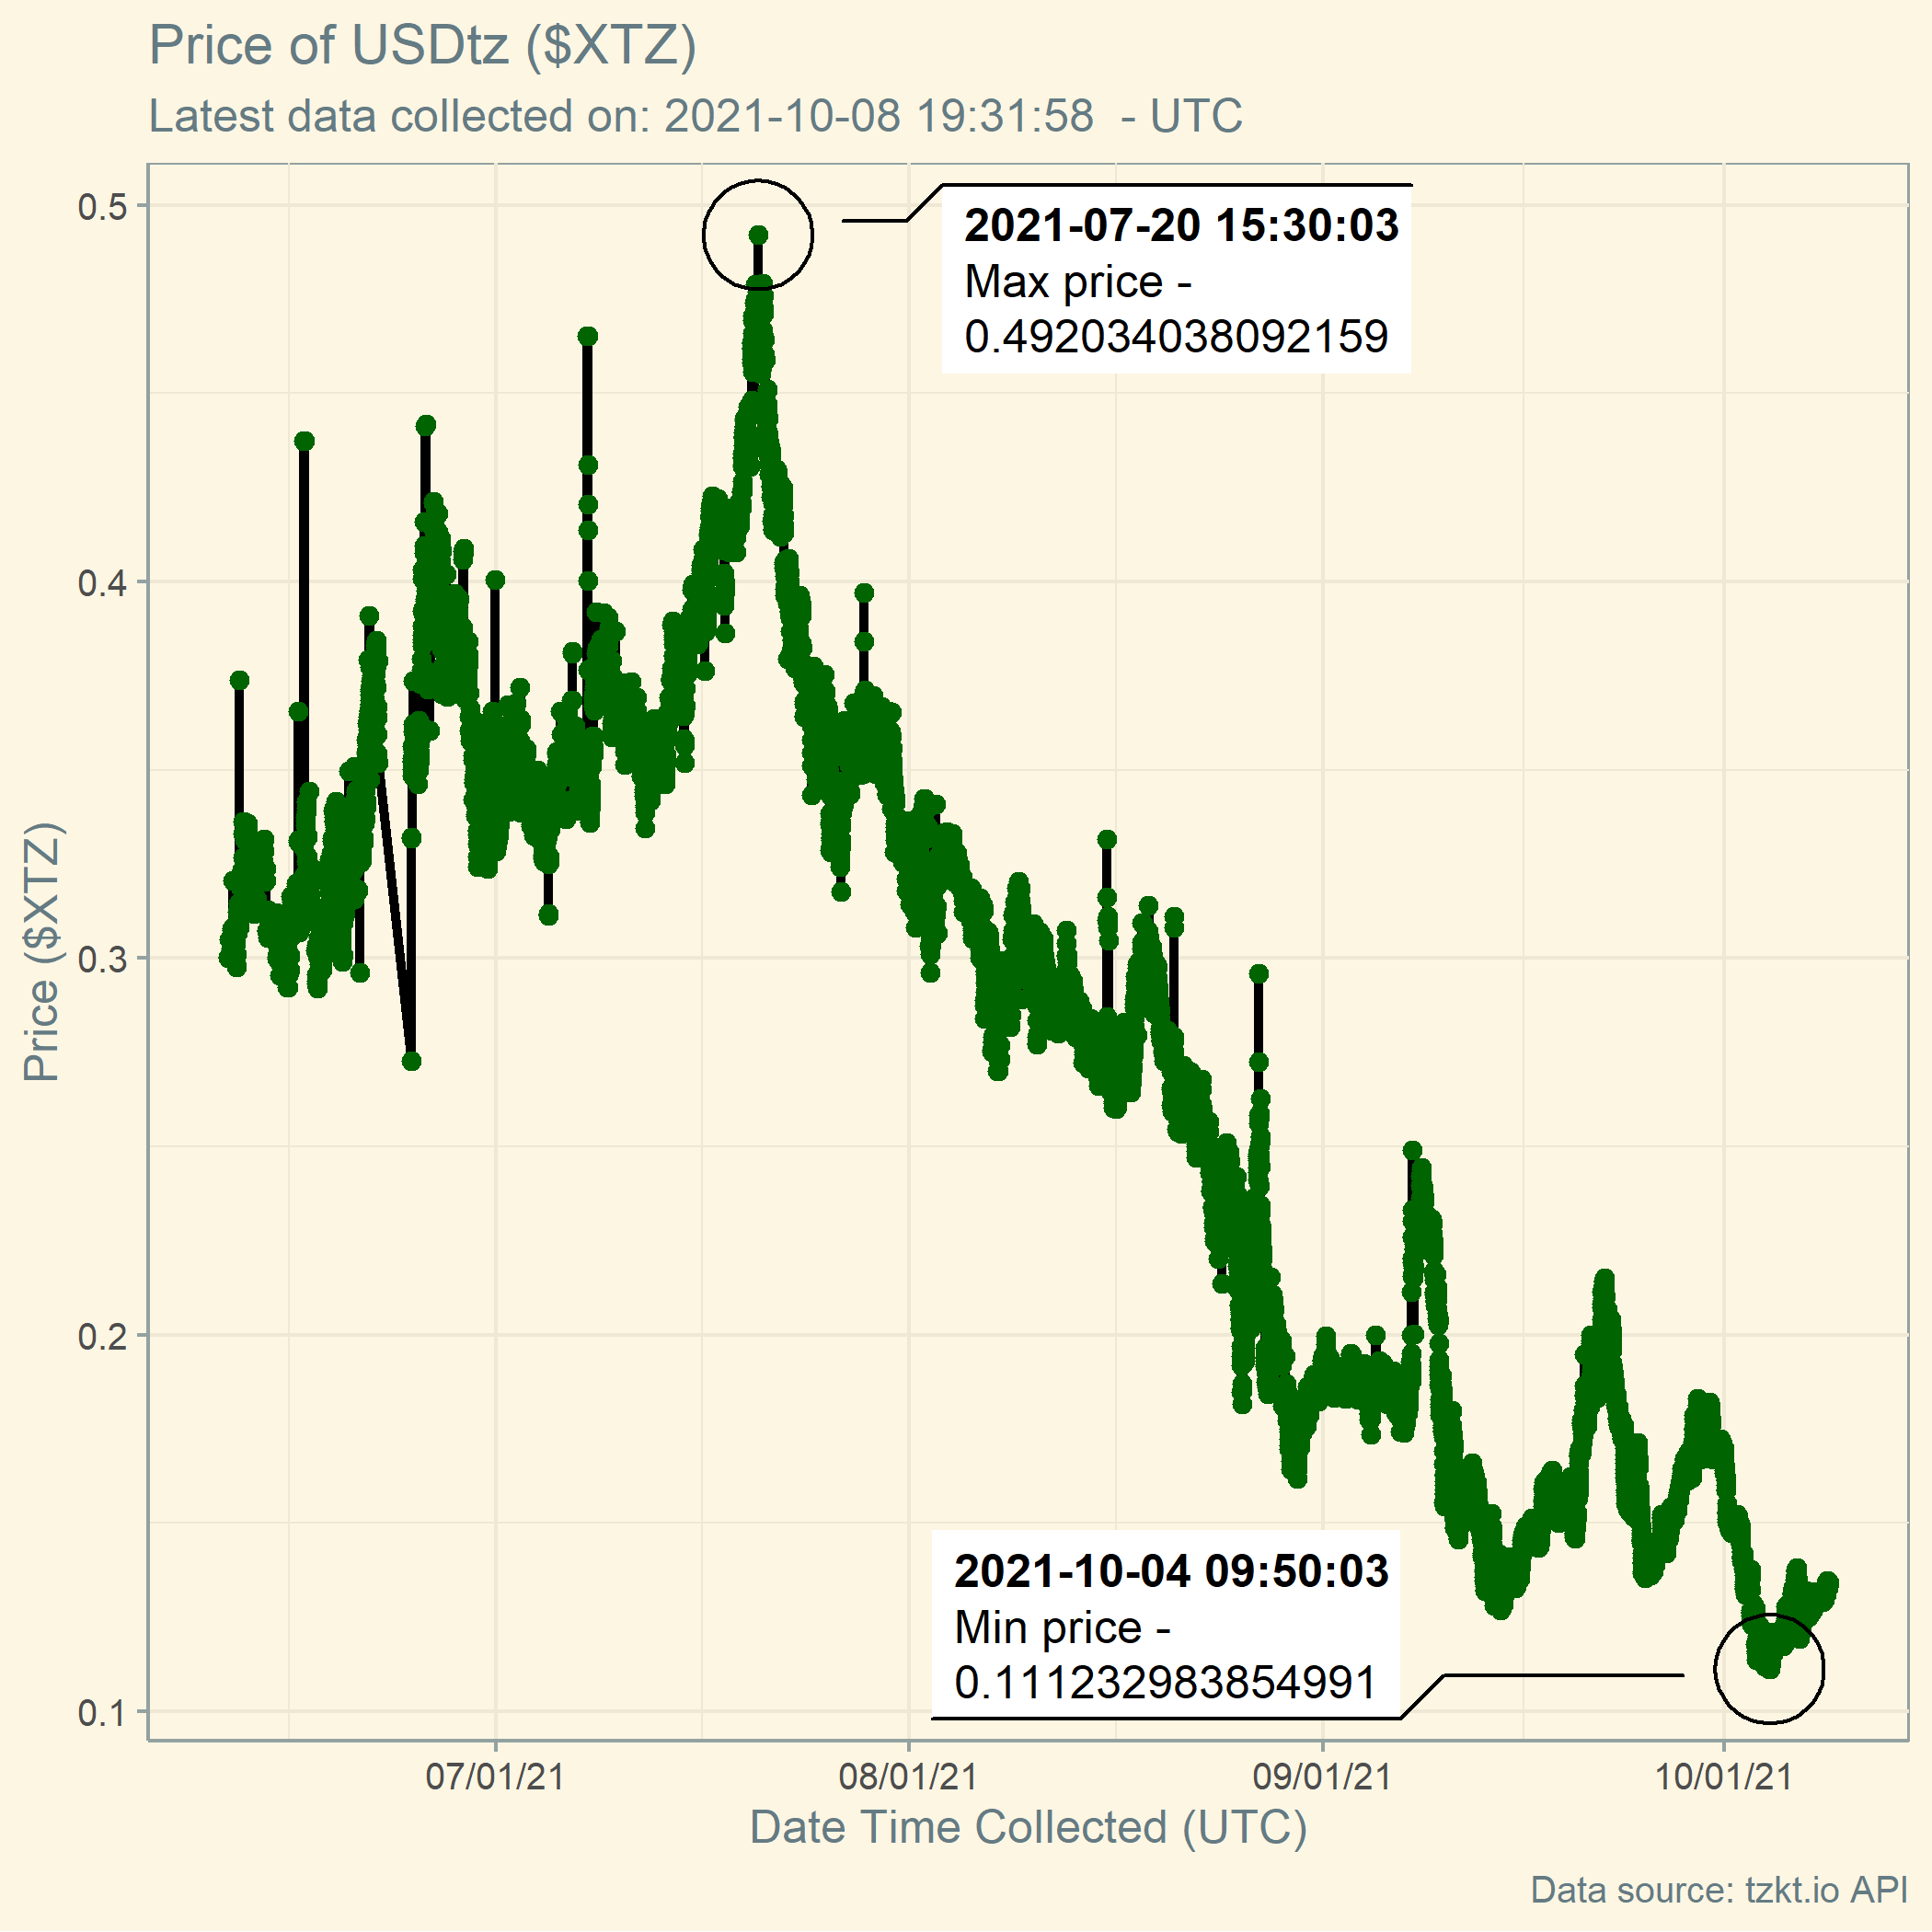 Price of USDtz ($XTZ)
Latest data collected on: 2021-10-08 19:31:58  - UTC
0.5
0.4
0.3
0.2
0.1
Price ($XTZ)
2021-07-20 15:30:03
Max price -
0.492034038092159
2021-10-04 09:50:03
Min price -
0.111232983854991
07/01/21
08/01/21
09/01/21
10/01/21
Date Time Collected (UTC)
Data source: tzkt.io API